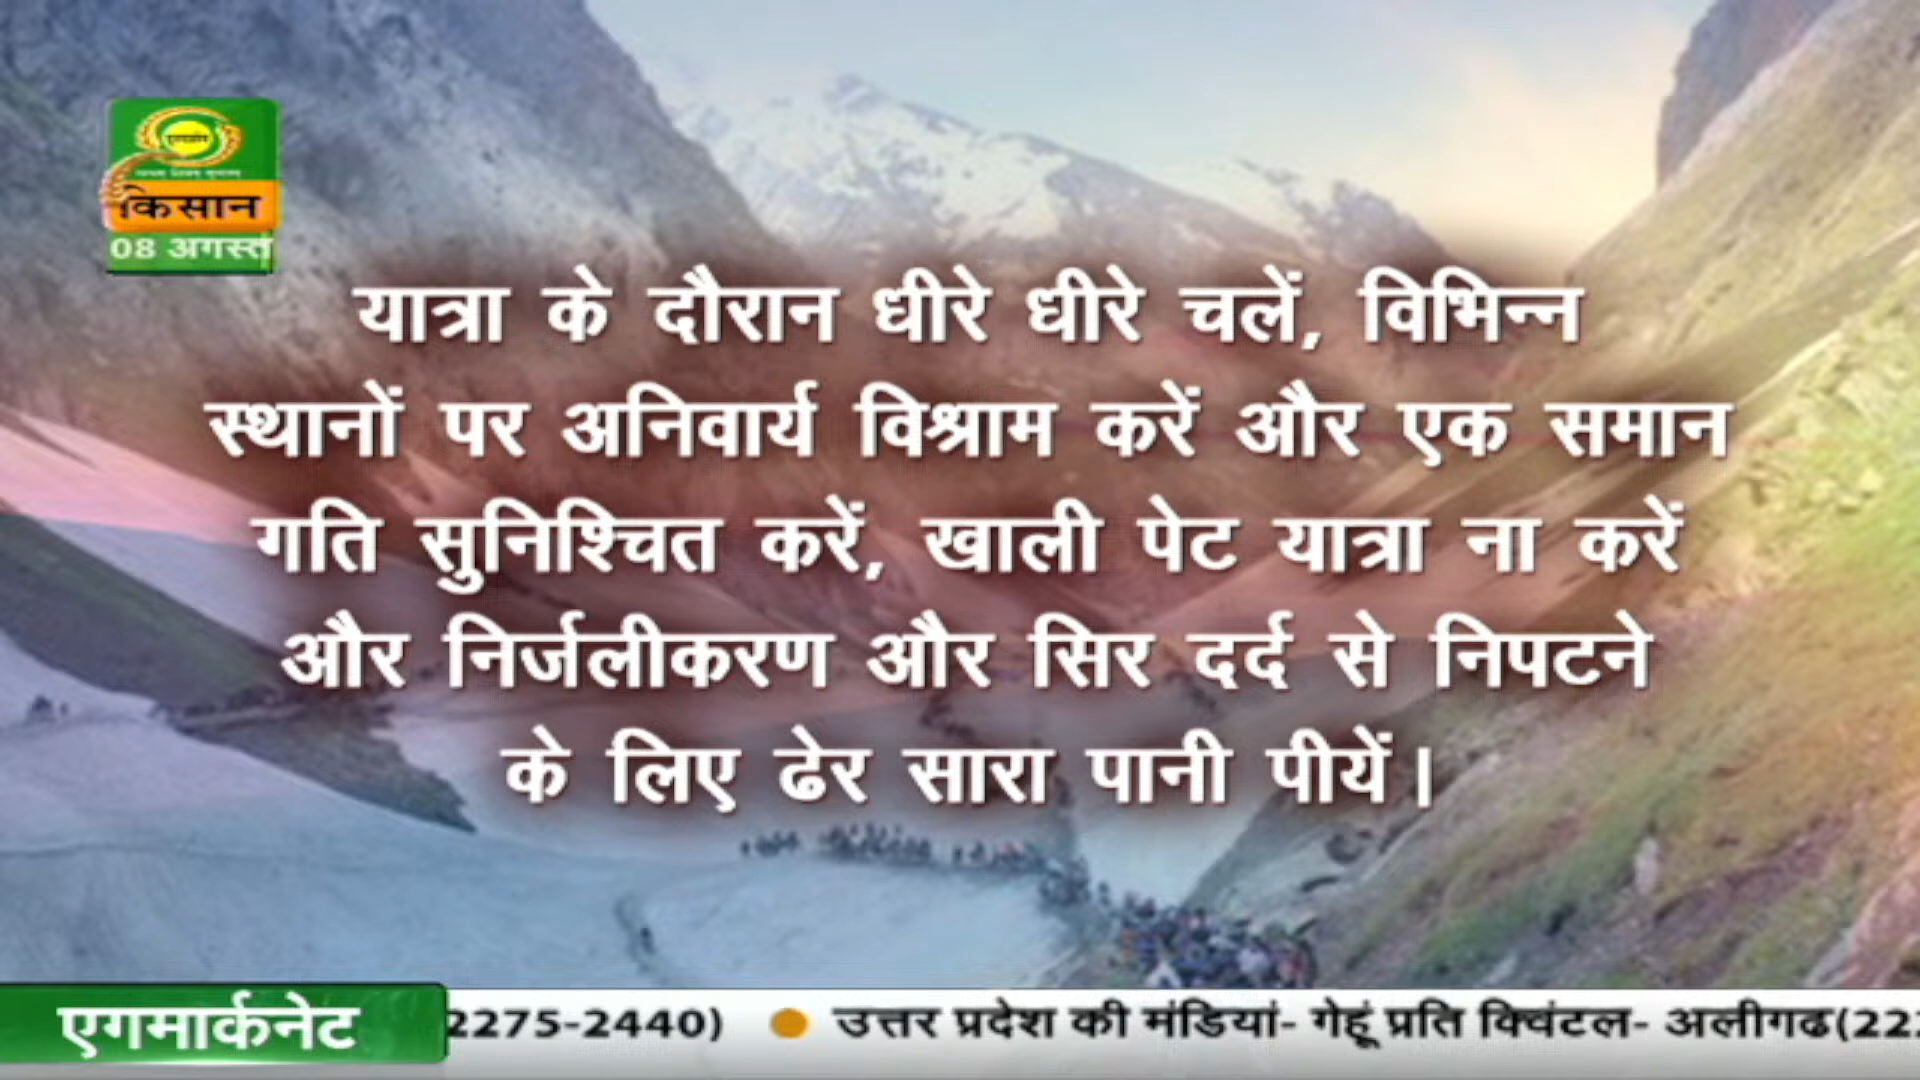 किसान
08 अगस्त
यात्रा के दौरान धीरे धीरे चलें, विभिन्न
स्थानों पर अनिवार्य विश्राम करें और एक समान
गति सुनिश्चित करें, खाली पेट यात्रा ना करें
और निर्जलीकरण और सिर दर्द से निपटने
के लिए ढेर सारा पानी पीयें।
एगमार्कनेट 2275-2440) ● उत्तर प्रदेश की मंडियां- गेहूं प्रति क्विंटल- अलीगढ(22